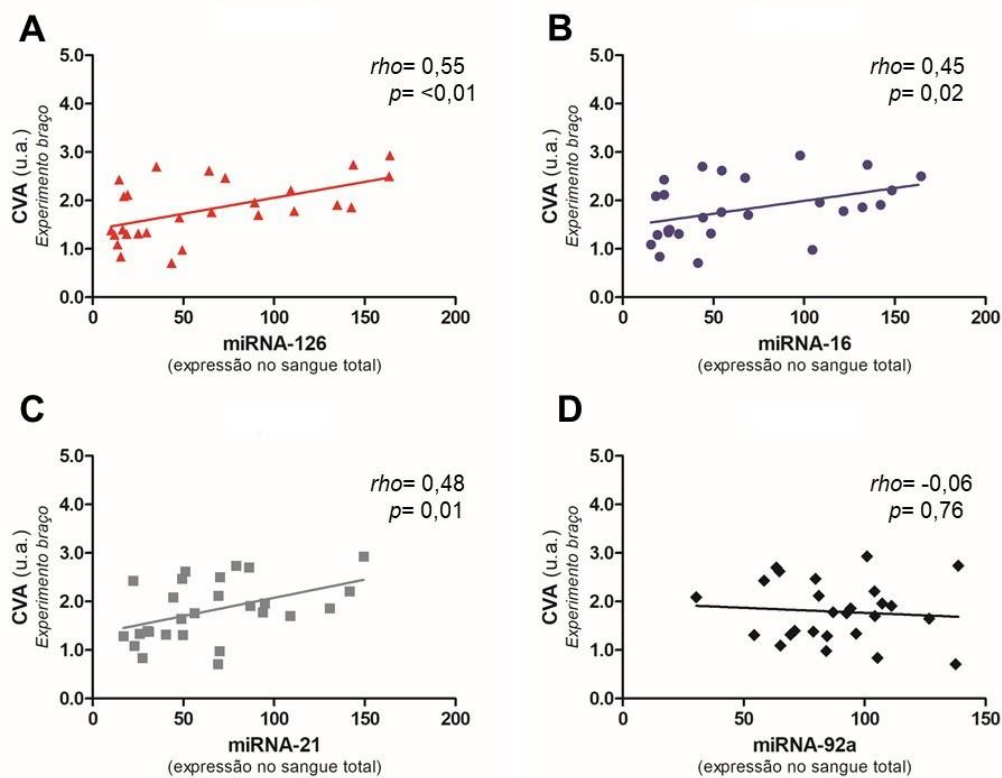 A
CVA (u.a.)
Experimento braço
5.0
4.0
3.0
2.0
1.0
0.0
rho= 0,55
p= <0,01
0 50 100 150 200
miRNA-126
(expressão no sangue total)
B
CVA (u.a.)
Experimento braço
5.0
4.0
3.0
2.0
1.0
0.0
rho= 0,45
p= 0,02
0 50 100 150 200
miRNA-16
(expressão no sangue total)
C
CVA (u.a.)
Experimento braço
5.0
4.0
3.0
2.0
1.0
0.0
rho= 0,48
p= 0,01
0 50 100 150 200
miRNA-21
(expressão no sangue total)
D
CVA (u.a.)
Experimento braço
5.0
4.0
3.0
2.0
1.0
0.0
rho= -0,06
p= 0,76
0 50 100 150
miRNA-92a
(expressão no sangue total)